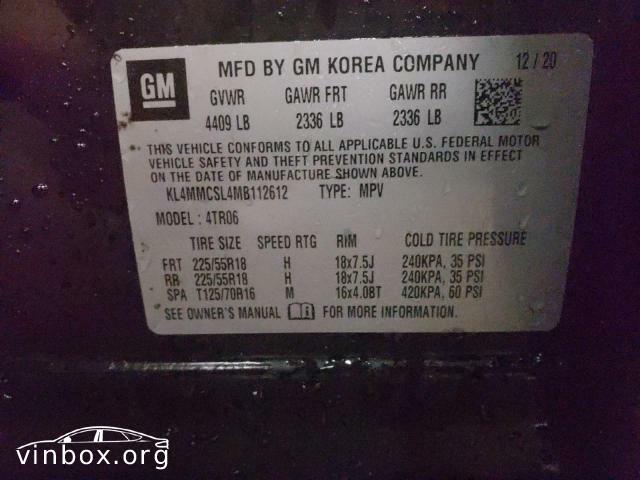 GM
MFD BY GM KOREA COMPANY 12/20
GVWR GAWR FRT GAWR RR
4409 LB 2336 LB 2336 LB
THIS VEHICLE CONFORMS TO ALL APPLICABLE U.S. FEDERAL MOTOR
VEHICLE SAFETY AND THEFT PREVENTION STANDARDS IN EFFECT
ON THE DATE OF MANUFACTURE SHOWN ABOVE.
KL4MMCSL4MB112612 TYPE: MPV
MODEL: 4TR06
TIRE SIZE SPEED RTG RIM COLD TIRE PRESSURE
FRT 225/55R18 H 18x7.5J 240KPA, 35 PSI
RR 225/55R18 H 18x7.5J 240KPA, 35 PSI
SPA T125/70R16 M 16x4.0BT 420KPA, 60 PSI
SEE OWNER'S MANUAL FOR MORE INFORMATION.
vinbox.org